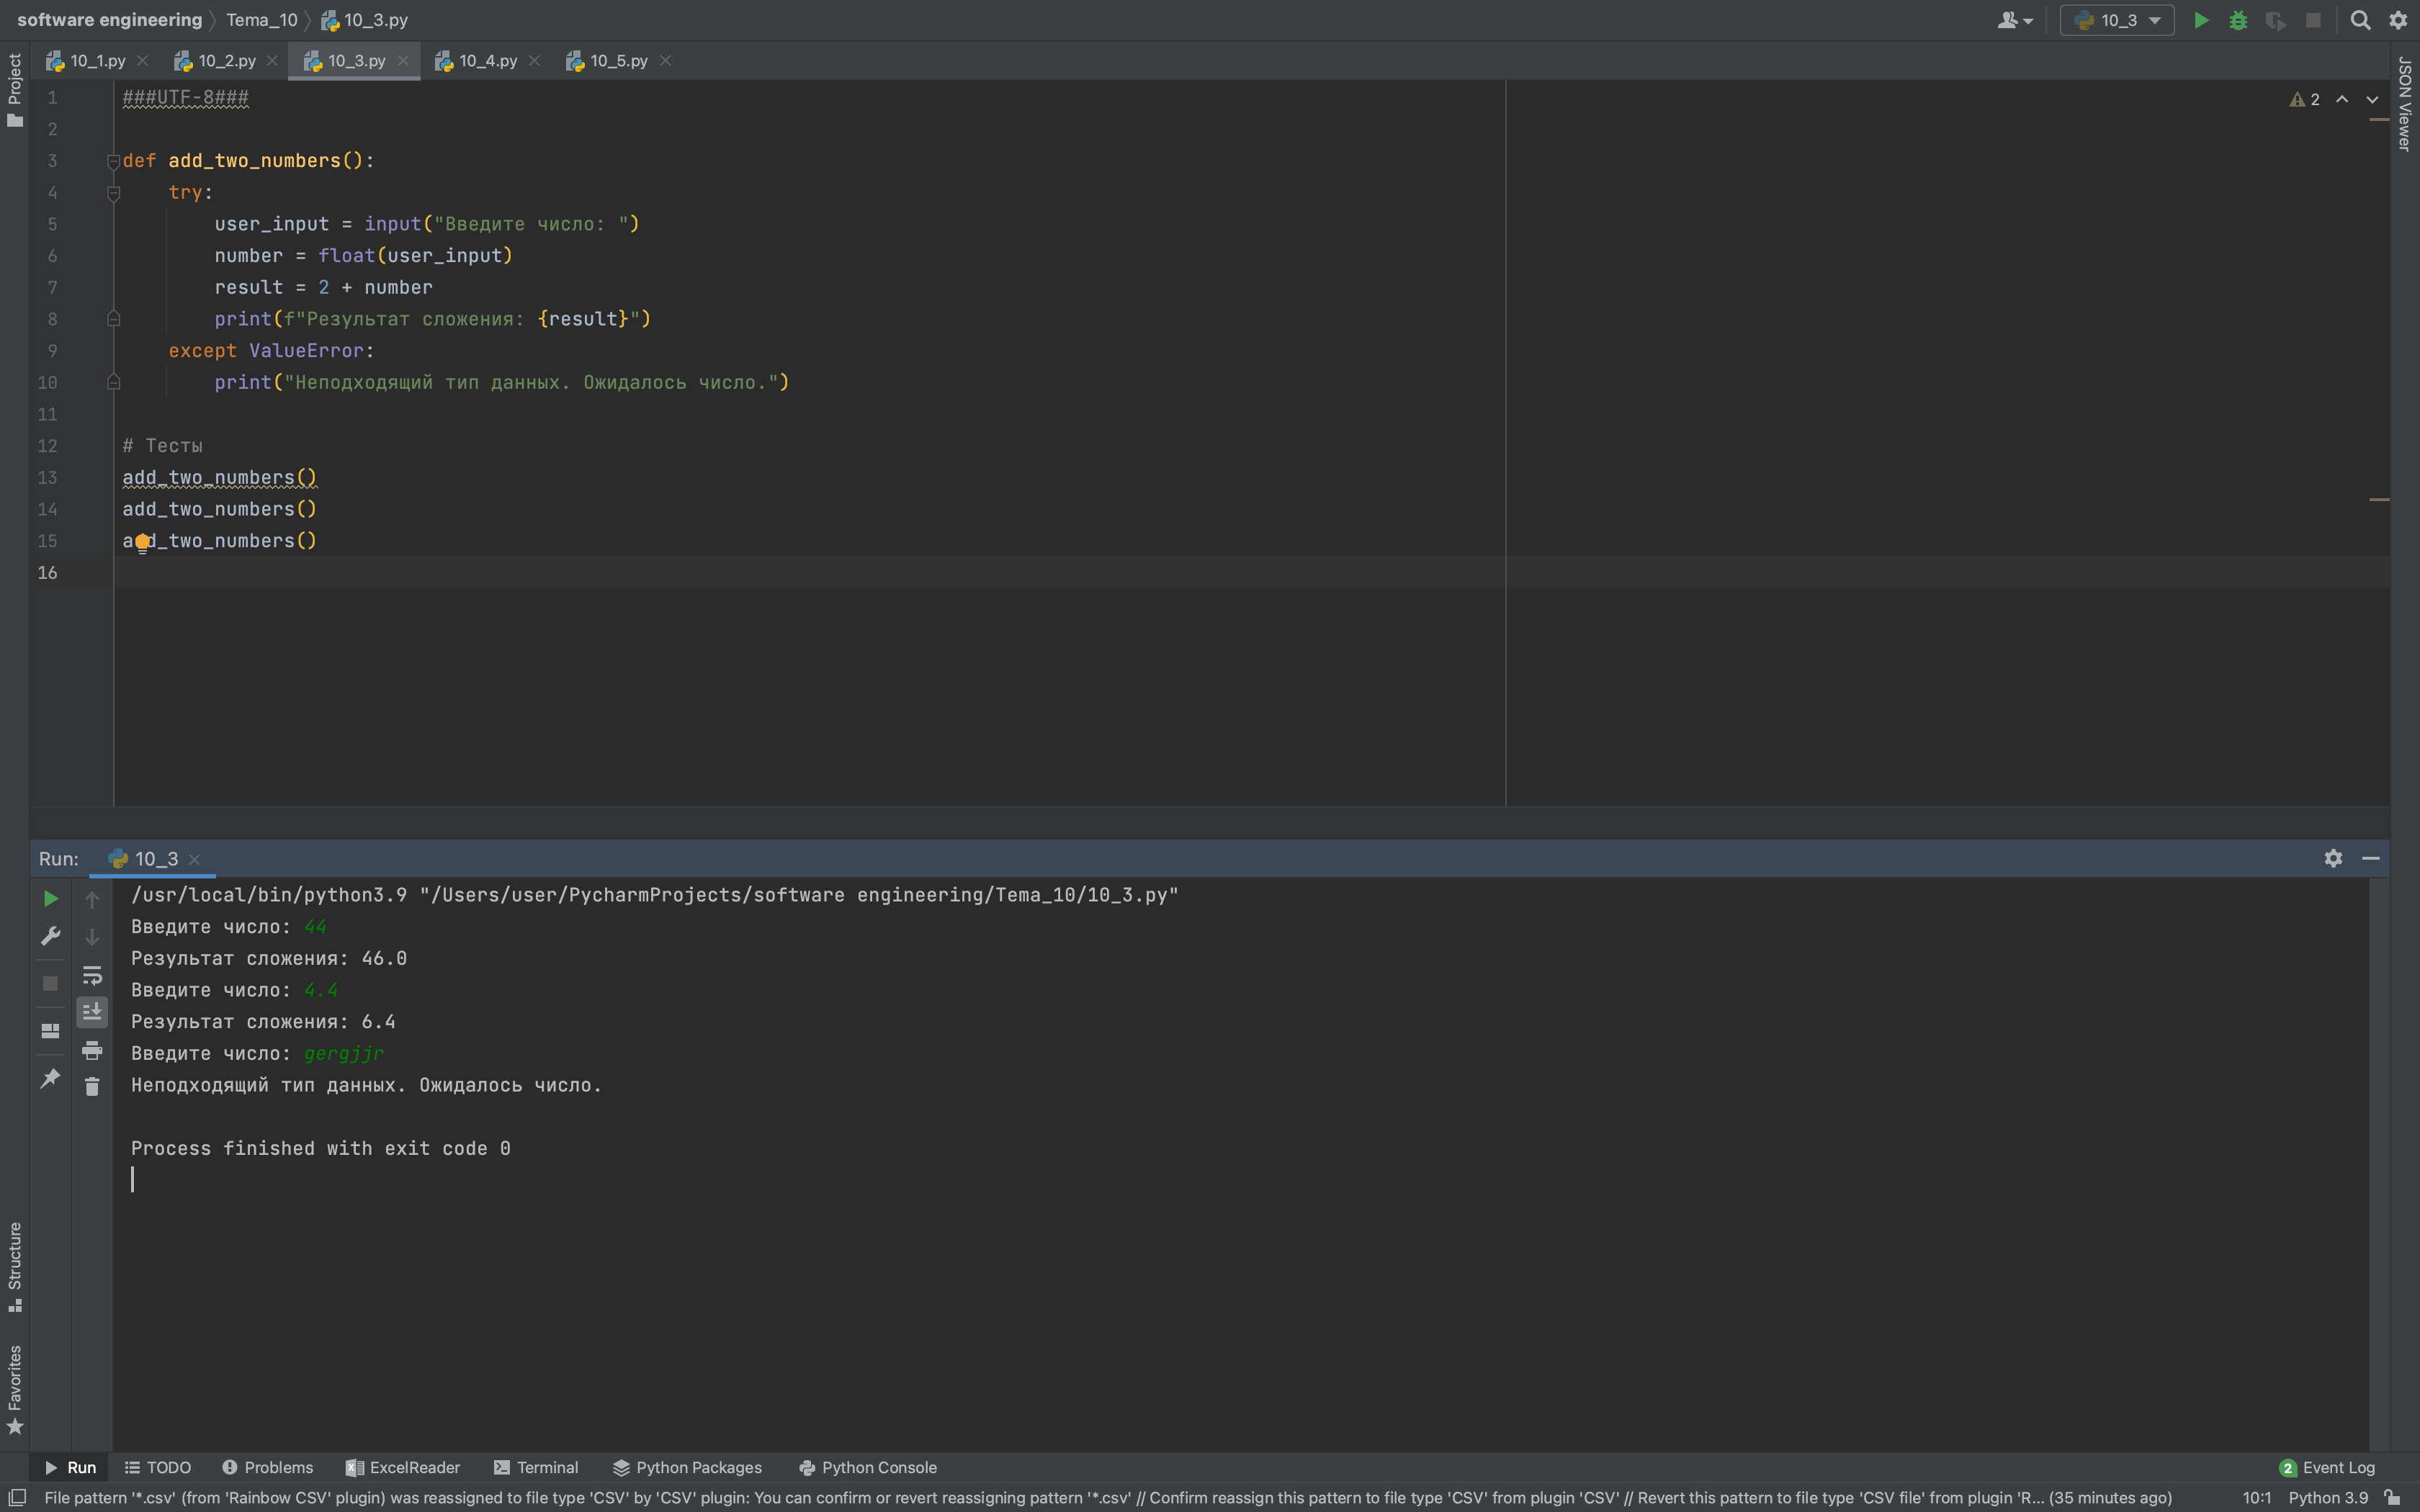 software engineering Tema_10 10_3.py 10_3
10_1.py 10_2.py 10_3.py 10_4.py 10_5.py
Project
JSON Viewer
2
1 ###UTF-8###
2
3 def add_two_numbers():
4 try:
5 user_input = input("Введите число: ")
6 number = float(user_input)
7 result = 2 + number
8 print(f"Результат сложения: {result}")
9 except ValueError:
10 print("Неподходящий тип данных. Ожидалось число.")
11
12 # Тесты
13 add_two_numbers()
14 add_two_numbers()
15 add_two_numbers()
16
Run: 10_3
/usr/local/bin/python3.9 "/Users/user/PycharmProjects/software engineering/Tema_10/10_3.py"
Введите число: 44
Результат сложения: 46.0
Введите число: 4.4
Результат сложения: 6.4
Введите число: gergjjr
Неподходящий тип данных. Ожидалось число.
Process finished with exit code 0
Structure
Favorites
Run TODO Problems ExcelReader Terminal Python Packages Python Console 2 Event Log
File pattern '*.csv' (from 'Rainbow CSV' plugin) was reassigned to file type 'CSV' by 'CSV' plugin: You can confirm or revert reassigning pattern '*.csv' // Confirm reassign this pattern to file type 'CSV' from plugin 'CSV' // Revert this pattern to file type 'CSV file' from plugin 'R... (35 minutes ago) 10:1 Python 3.9